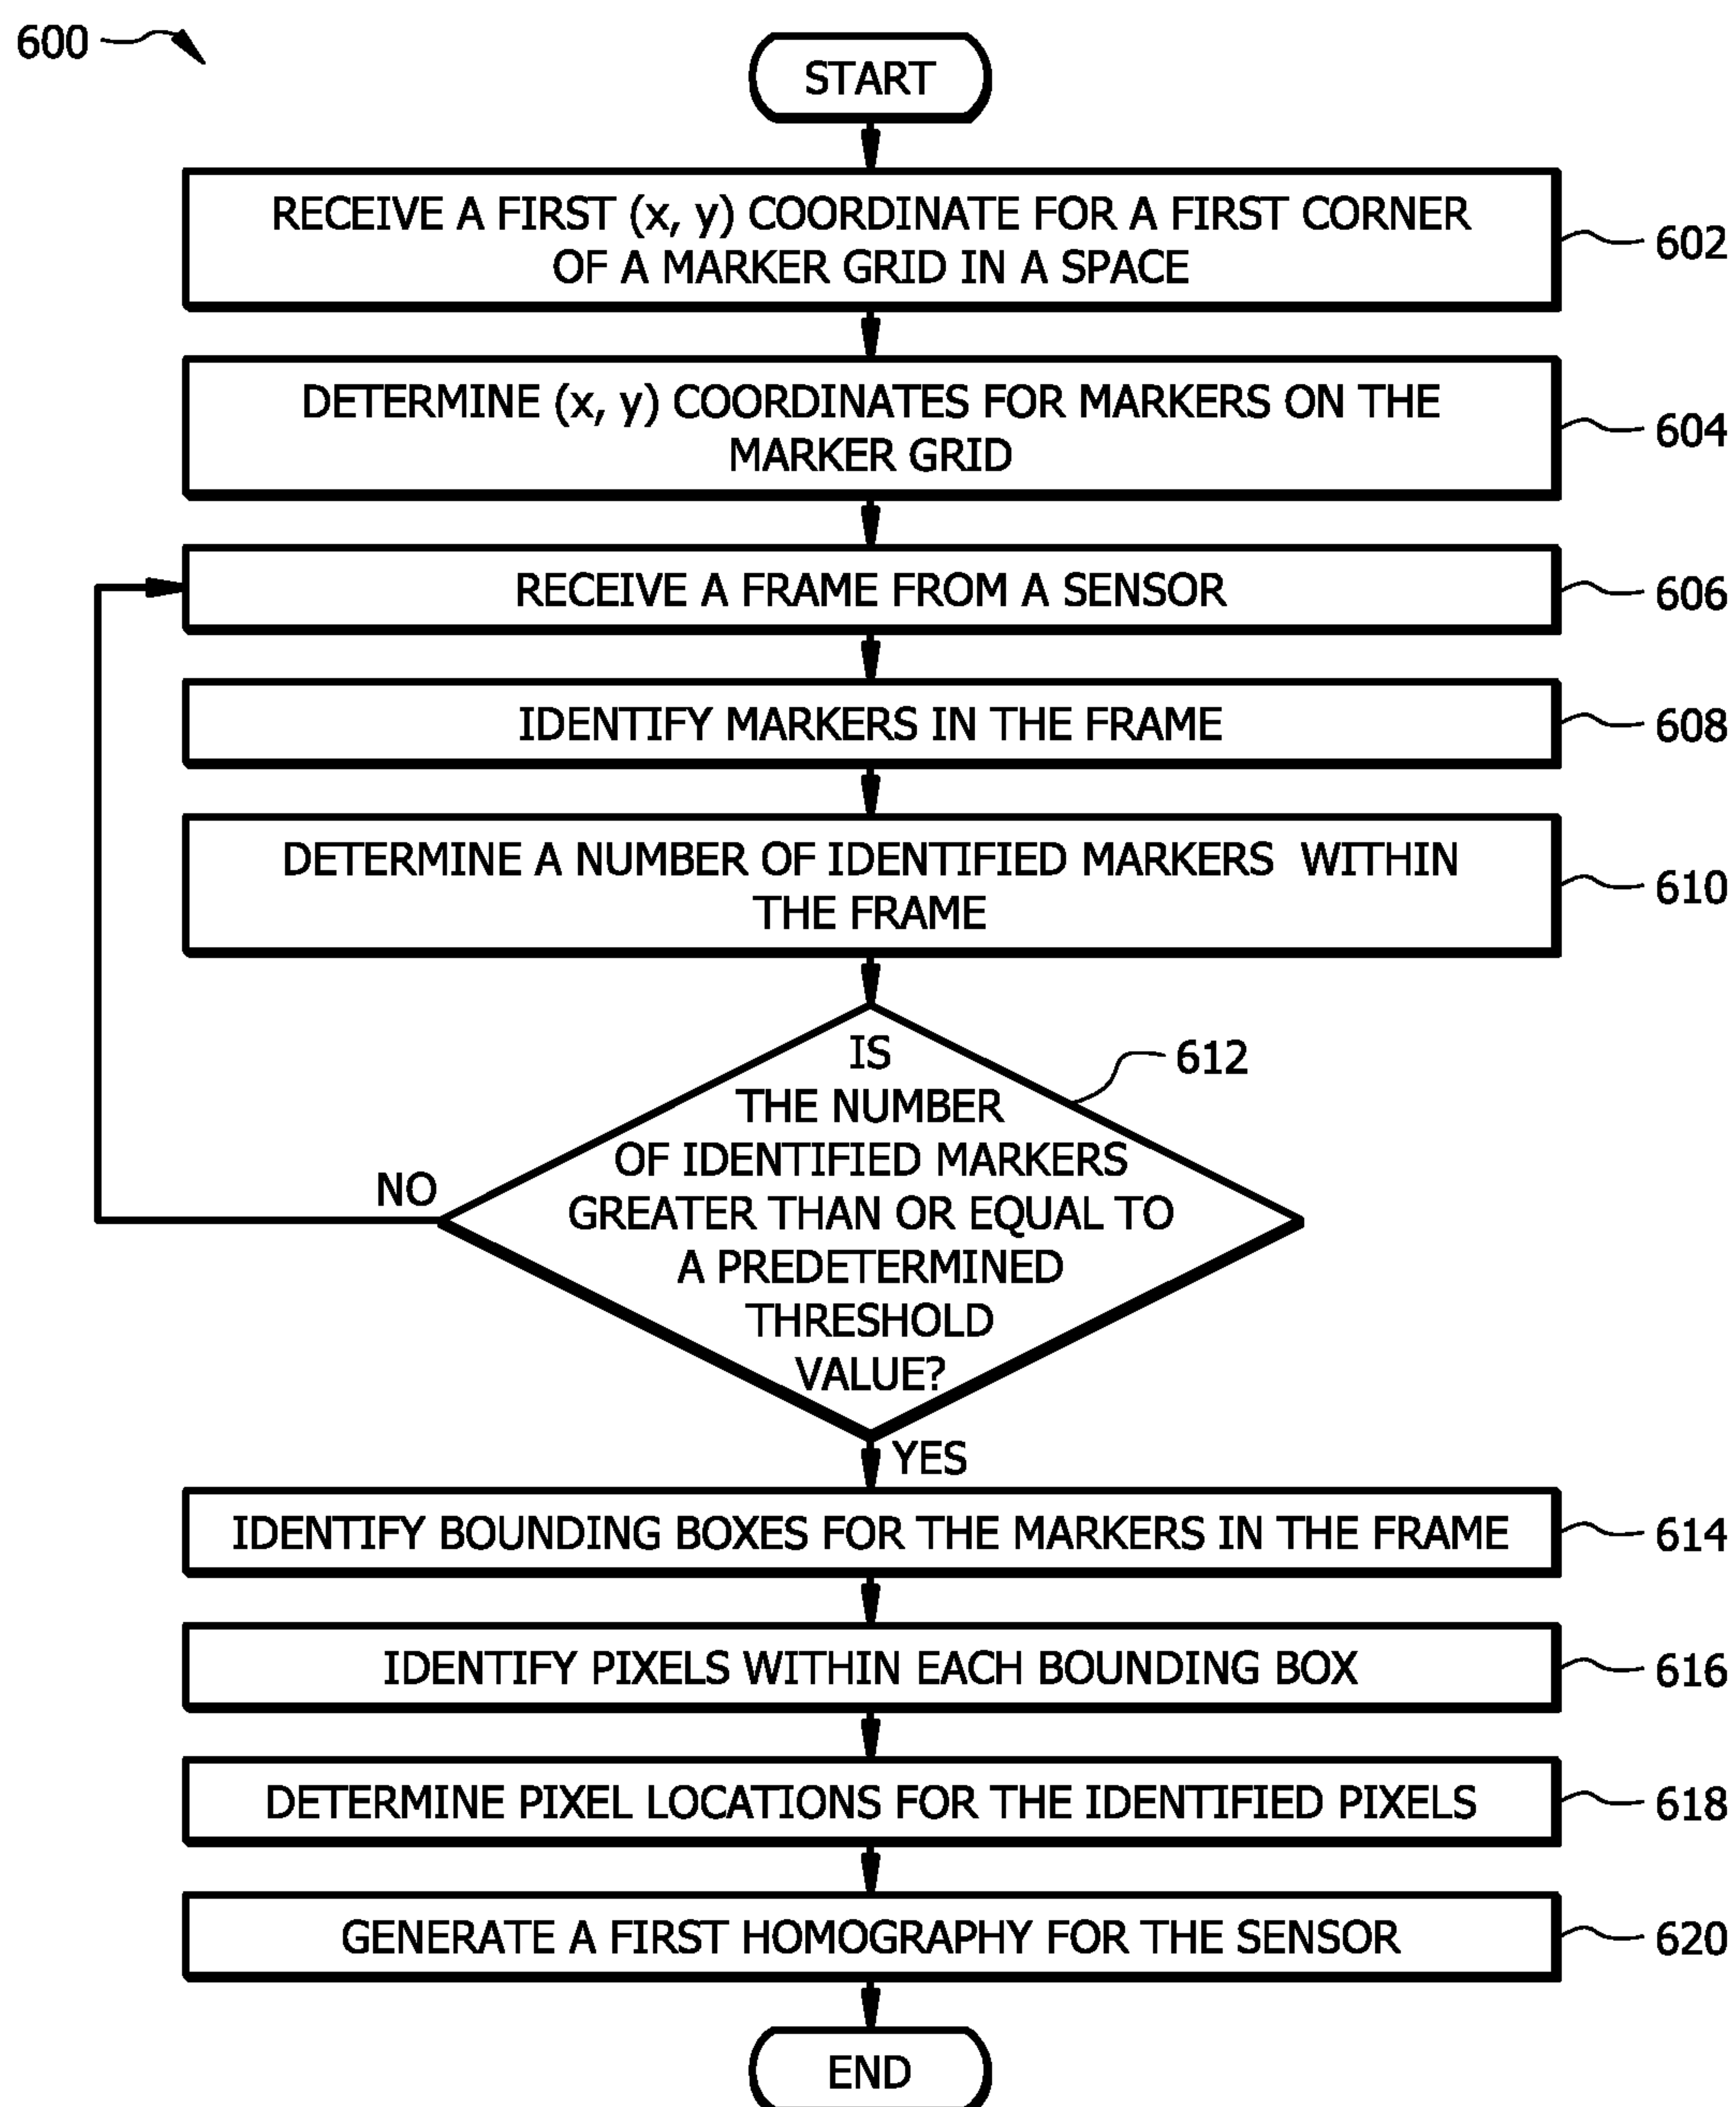 600
START
RECEIVE A FIRST (x, y) COORDINATE FOR A FIRST CORNER
OF A MARKER GRID IN A SPACE
602
DETERMINE (x, y) COORDINATES FOR MARKERS ON THE
MARKER GRID
604
RECEIVE A FRAME FROM A SENSOR
606
IDENTIFY MARKERS IN THE FRAME
608
DETERMINE A NUMBER OF IDENTIFIED MARKERS WITHIN
THE FRAME
610
IS
THE NUMBER
OF IDENTIFIED MARKERS
GREATER THAN OR EQUAL TO
A PREDETERMINED
THRESHOLD
VALUE?
612
NO
YES
IDENTIFY BOUNDING BOXES FOR THE MARKERS IN THE FRAME
614
IDENTIFY PIXELS WITHIN EACH BOUNDING BOX
616
DETERMINE PIXEL LOCATIONS FOR THE IDENTIFIED PIXELS
618
GENERATE A FIRST HOMOGRAPHY FOR THE SENSOR
620
END